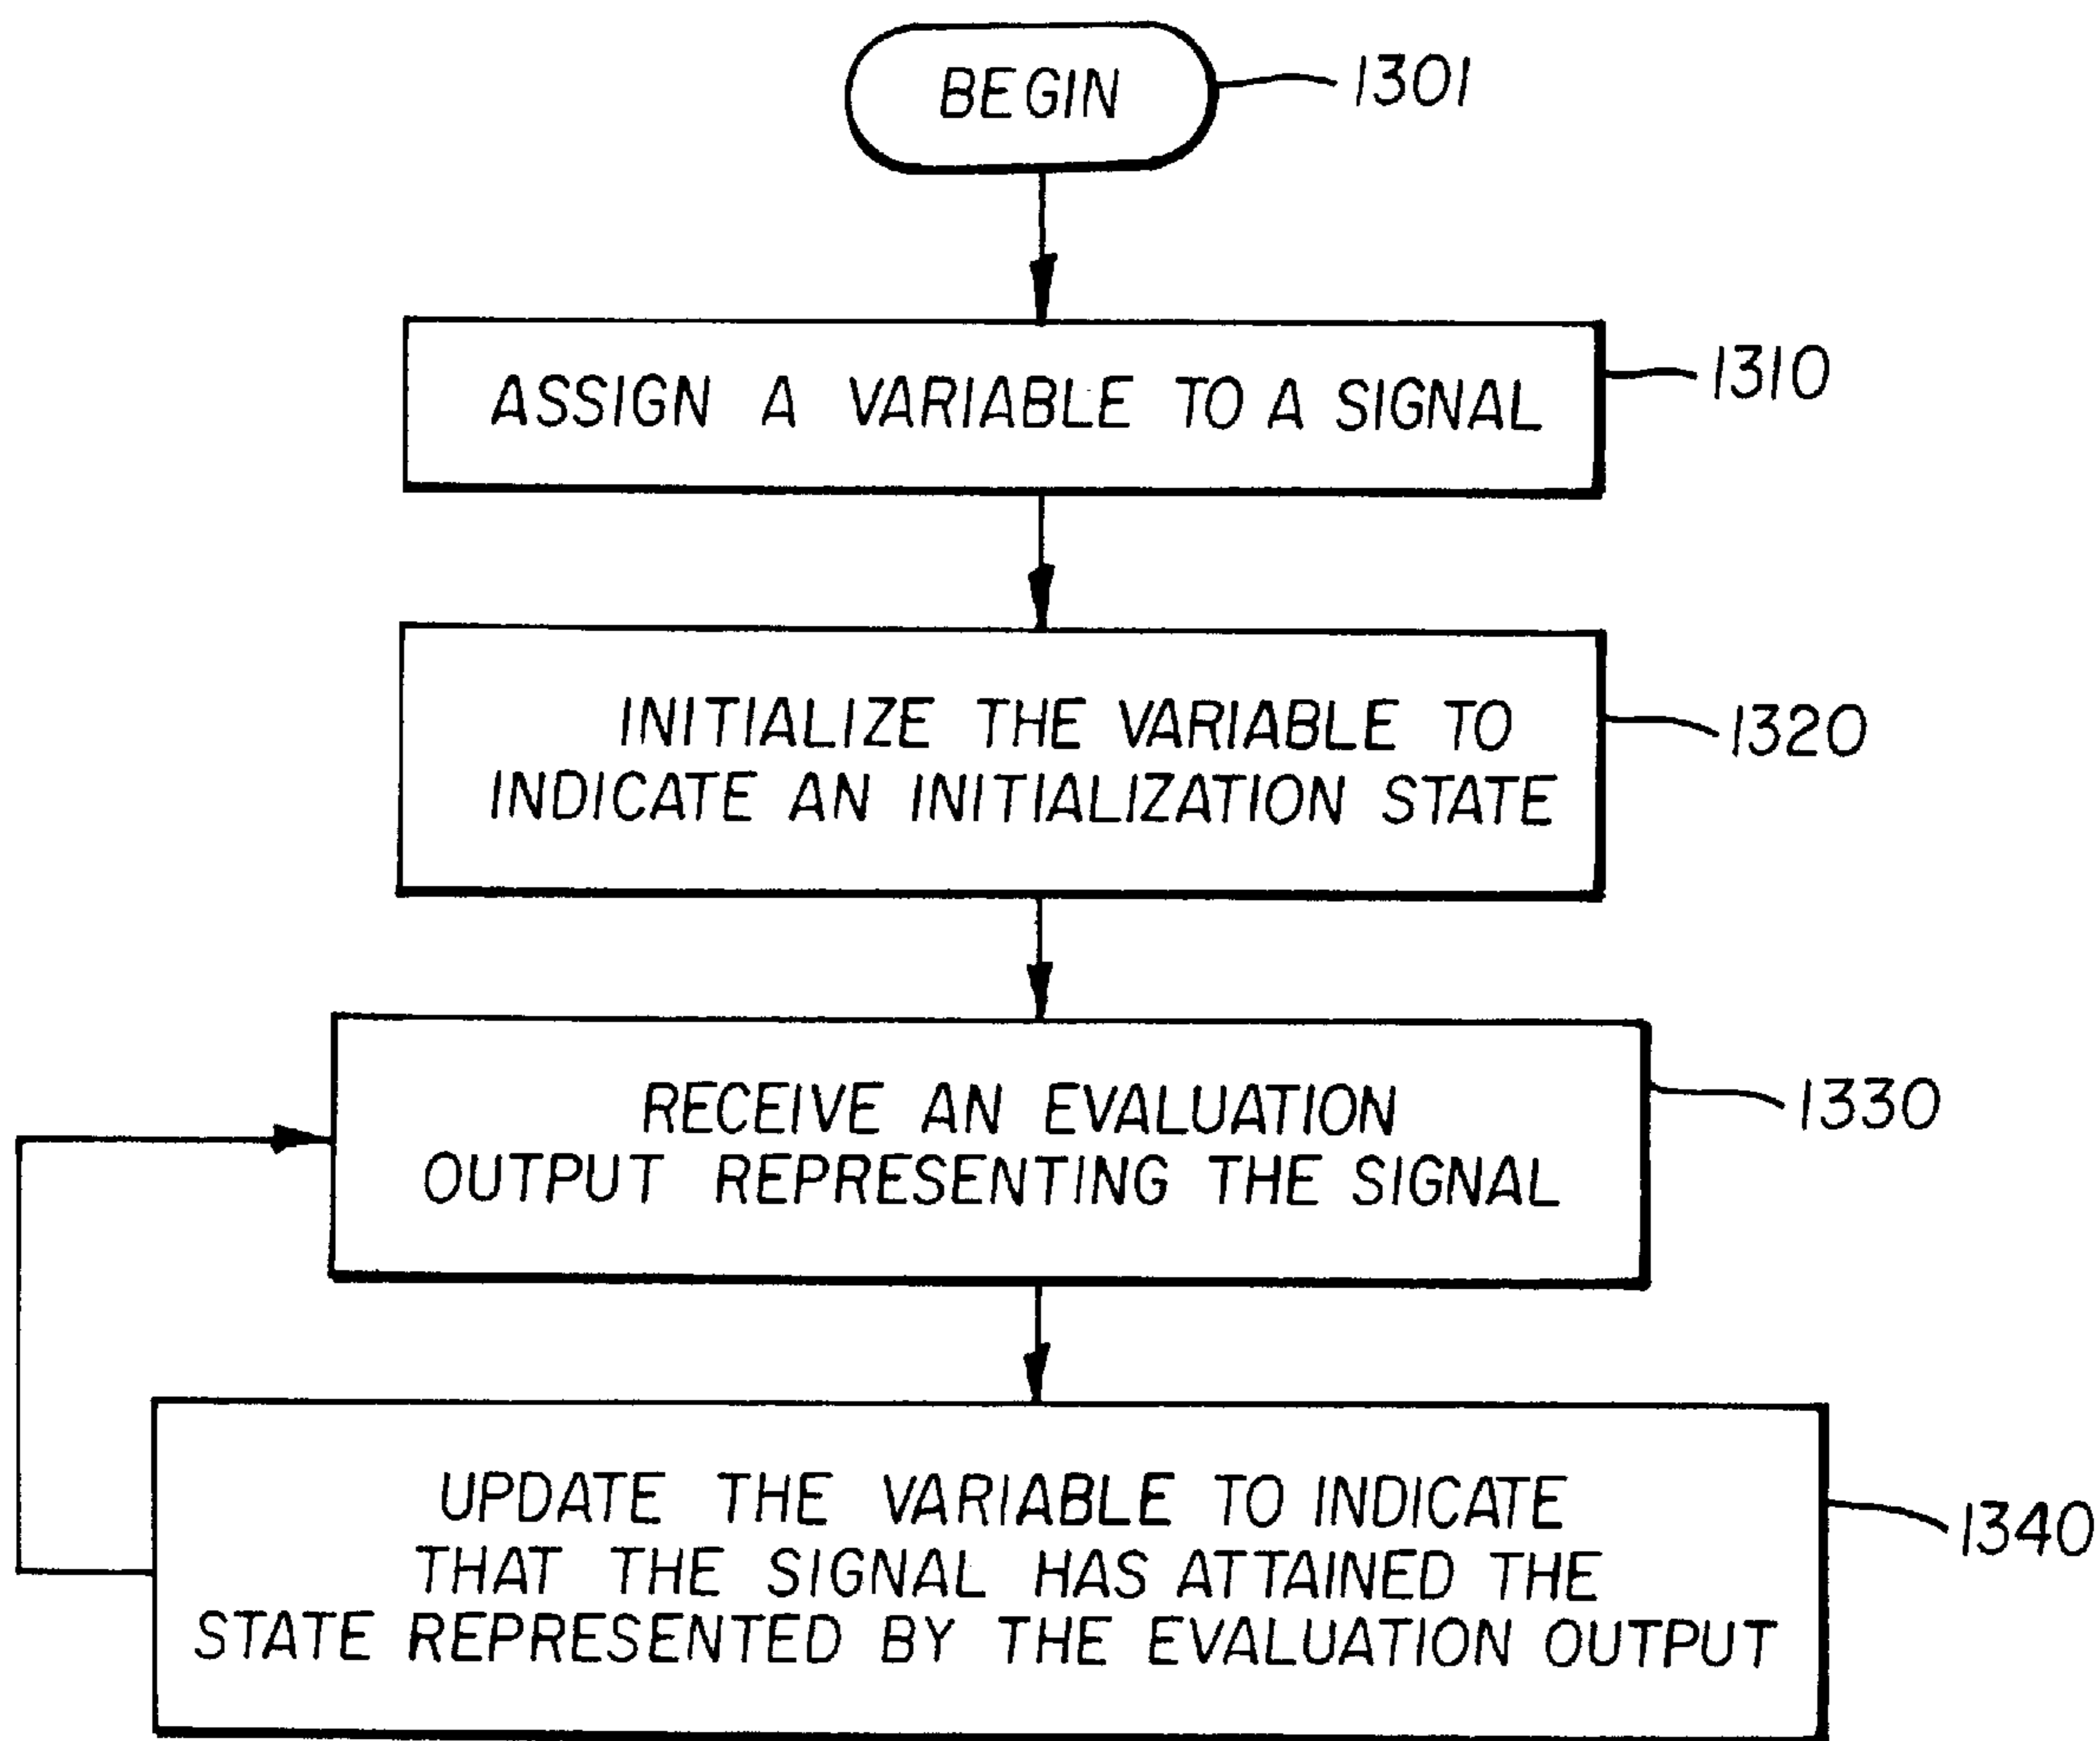 BEGIN
1301
ASSIGN A VARIABLE TO A SIGNAL
1310
INITIALIZE THE VARIABLE TO
INDICATE AN INITIALIZATION STATE
1320
RECEIVE AN EVALUATION
OUTPUT REPRESENTING THE SIGNAL
1330
UPDATE THE VARIABLE TO INDICATE
THAT THE SIGNAL HAS ATTAINED THE
STATE REPRESENTED BY THE EVALUATION OUTPUT
1340